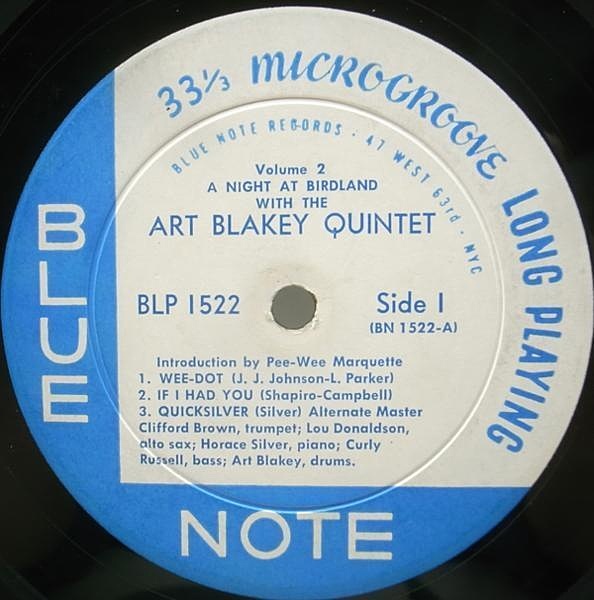 33⅓ MICROGROOVE LONG PLAYING
BLUE NOTE RECORDS · 47 WEST 63rd · NYC
Volume 2
A NIGHT AT BIRDLAND
WITH THE
ART BLAKEY QUINTET
BLP 1522
Side 1
(BN 1522-A)
Introduction by Pee-Wee Marquette
1. WEE-DOT (J. J. Johnson-L. Parker)
2. IF I HAD YOU (Shapiro-Campbell)
3. QUICKSILVER (Silver) Alternate Master
Clifford Brown, trumpet; Lou Donaldson,
alto sax; Horace Silver, piano; Curly
Russell, bass; Art Blakey, drums.
BLUE
NOTE